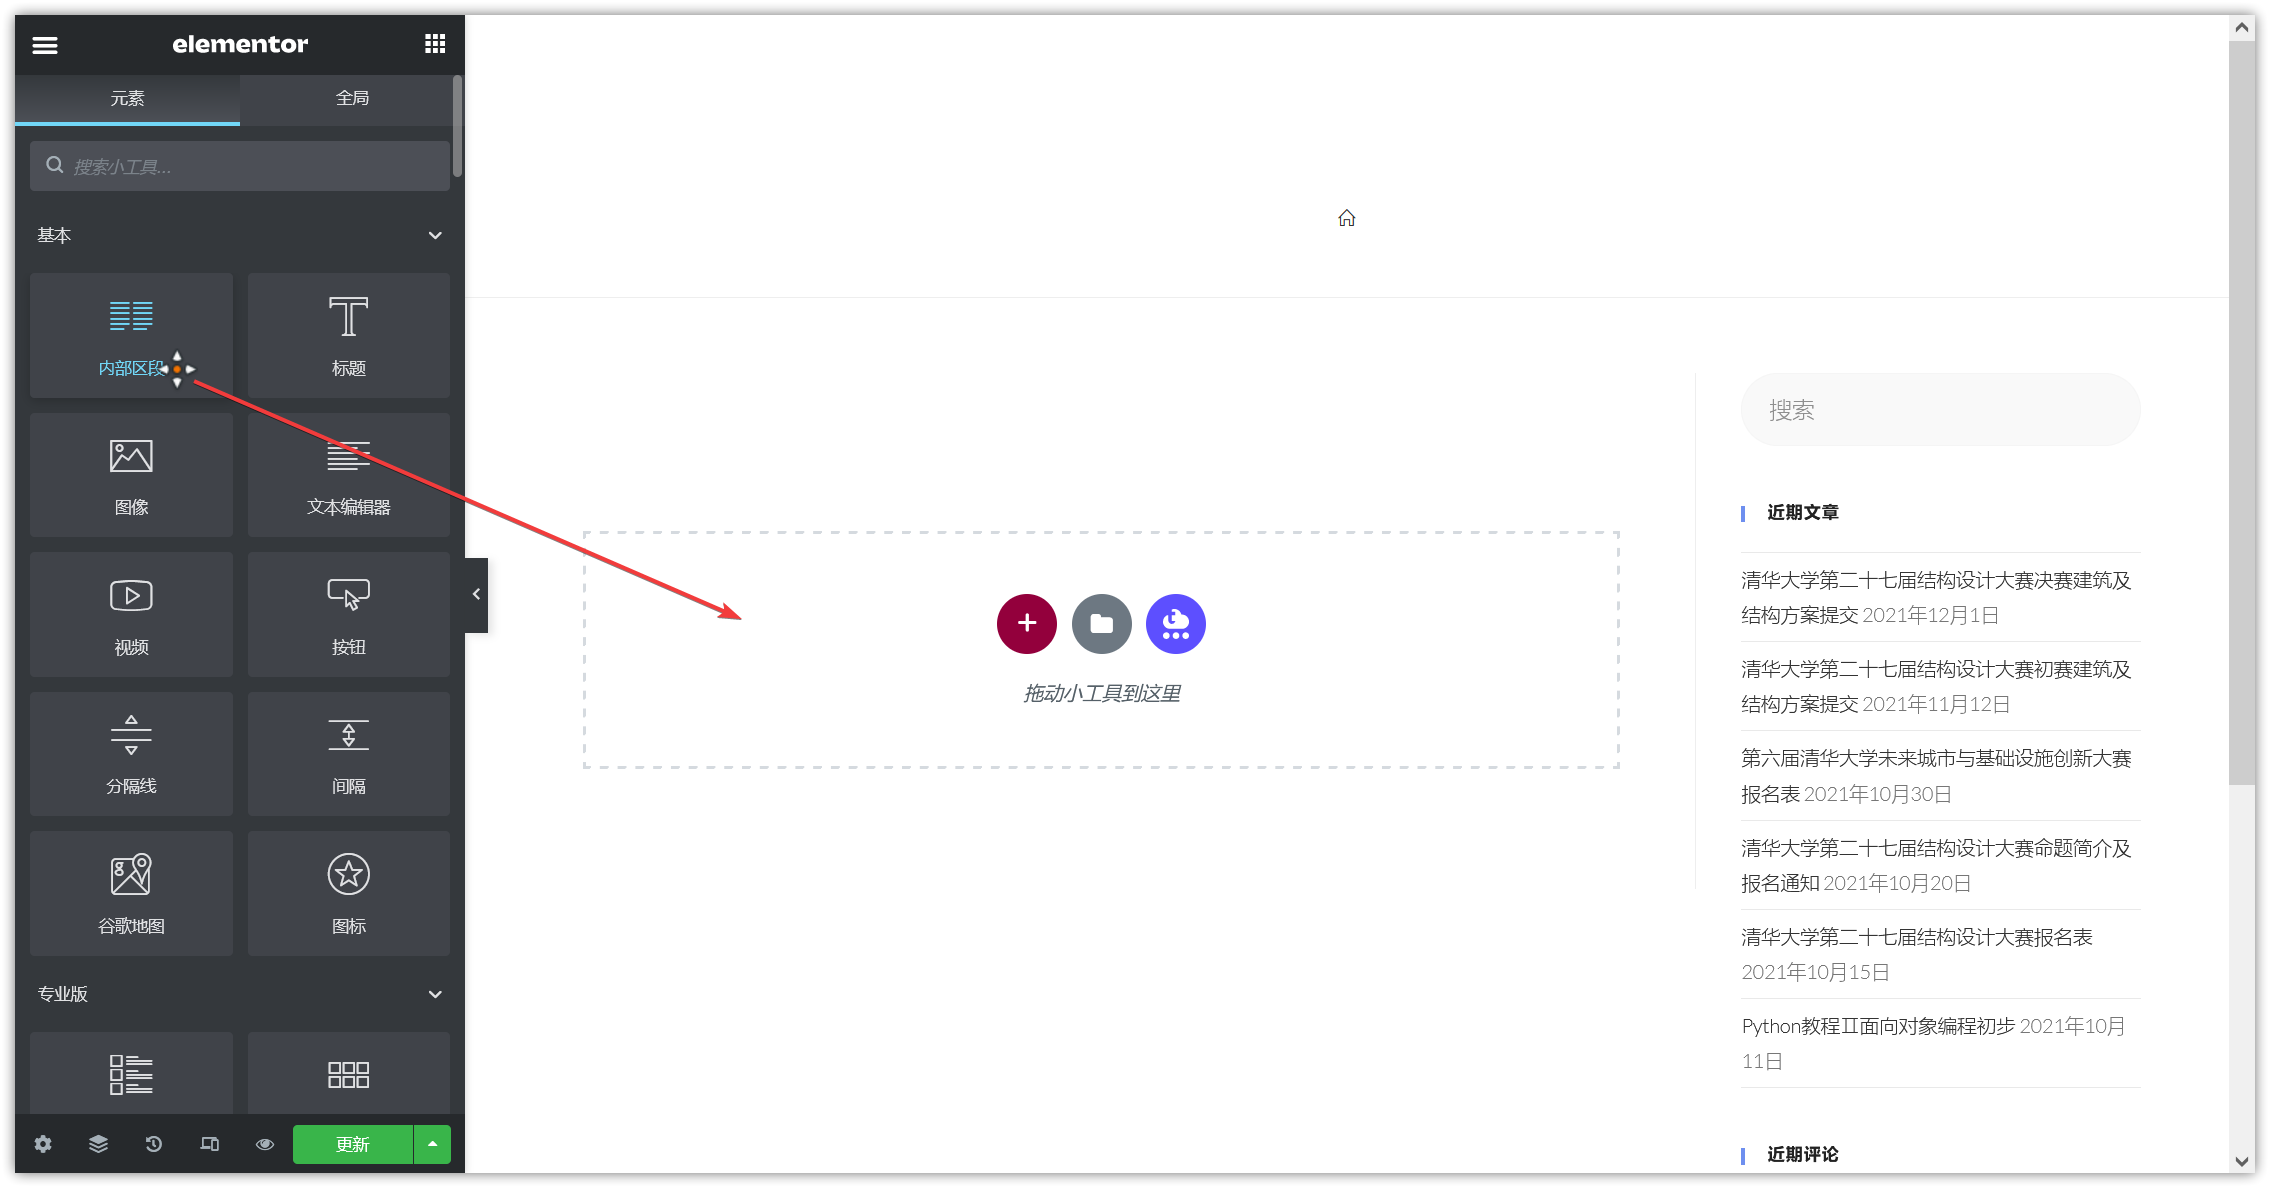 elementor
元素
全局
搜索小工具...
基本
内部区段
标题
图像
文本编辑器
视频
按钮
分隔线
间隔
谷歌地图
图标
专业版
更新
拖动小工具到这里
搜索
近期文章
清华大学第二十七届结构设计大赛决赛建筑及
结构方案提交 2021年12月1日
清华大学第二十七届结构设计大赛初赛建筑及
结构方案提交 2021年11月12日
第六届清华大学未来城市与基础设施创新大赛
报名表 2021年10月30日
清华大学第二十七届结构设计大赛命题简介及
报名通知 2021年10月20日
清华大学第二十七届结构设计大赛报名表
2021年10月15日
Python教程Ⅱ面向对象编程初步 2021年10月
11日
近期评论